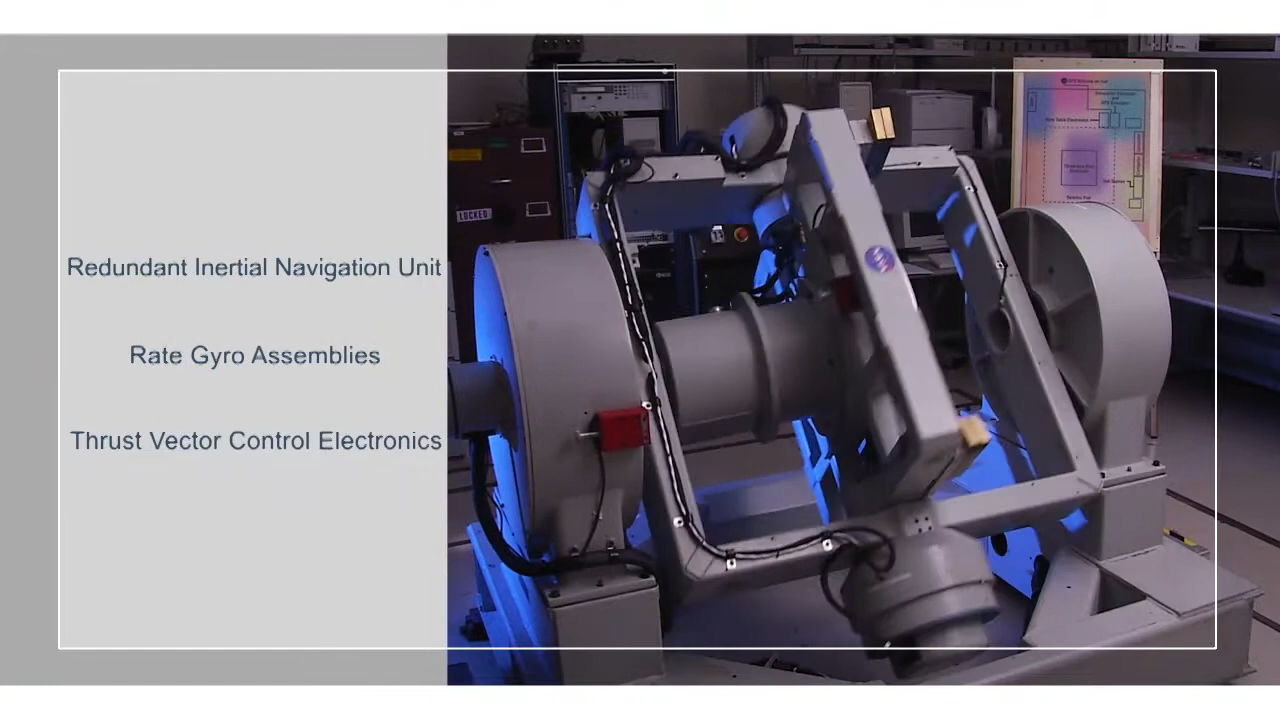 Redundant Inertial Navigation Unit
Rate Gyro Assemblies
Thrust Vector Control Electronics
LOCKED